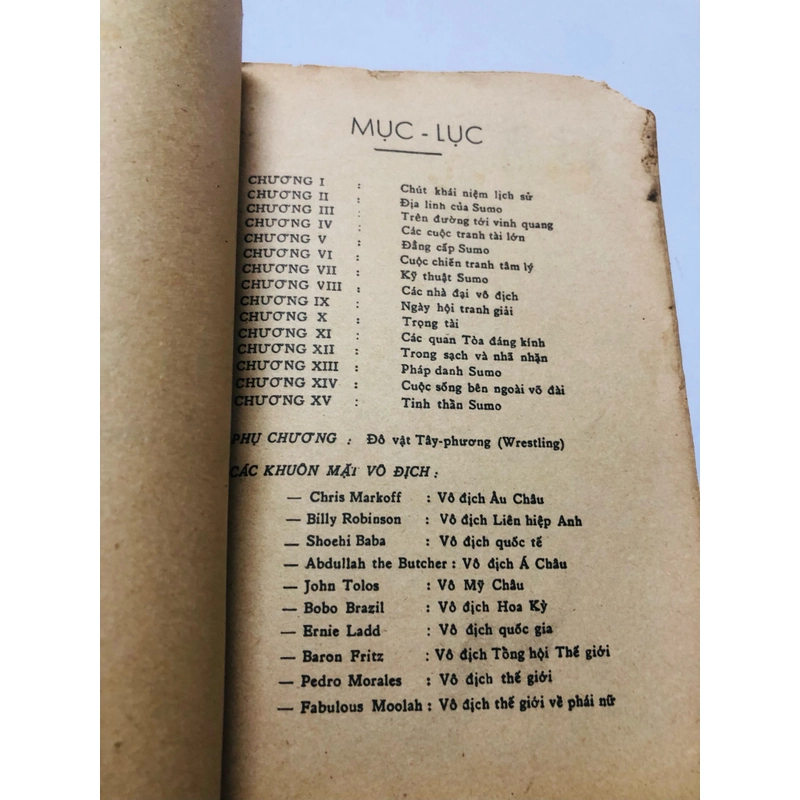 MỤC - LỤC
CHƯƠNG I : Chút khái niệm lịch sử
CHƯƠNG II : Địa linh của Sumo
CHƯƠNG III : Trên đường tới vinh quang
CHƯƠNG IV : Các cuộc tranh tài lớn
CHƯƠNG V : Đẳng cấp Sumo
CHƯƠNG VI : Cuộc chiến tranh tâm lý
CHƯƠNG VII : Kỹ thuật Sumo
CHƯƠNG VIII : Các nhà đại vô địch
CHƯƠNG IX : Ngày hội tranh giải
CHƯƠNG X : Trọng tài
CHƯƠNG XI : Các quan Tòa đáng kính
CHƯƠNG XII : Trong sạch và nhã nhặn
CHƯƠNG XIII : Pháp danh Sumo
CHƯƠNG XIV : Cuộc sống bên ngoài võ đài
CHƯƠNG XV : Tinh thần Sumo
PHỤ CHƯƠNG : Đô vật Tây-phương (Wrestling)
CÁC KHUÔN MẶT VÔ ĐỊCH :
— Chris Markoff : Vô địch Âu Châu
— Billy Robinson : Vô địch Liên hiệp Anh
— Shoehi Baba : Vô địch quốc tế
— Abdullah the Butcher : Vô địch Á Châu
— John Tolos : Vô Mỹ Châu
— Bobo Brazil : Vô địch Hoa Kỳ
— Ernie Ladd : Vô địch quốc gia
— Baron Fritz : Vô địch Tổng hội Thế giới
— Pedro Morales : Vô địch thế giới
— Fabulous Moolah : Vô địch thế giới về phái nữ